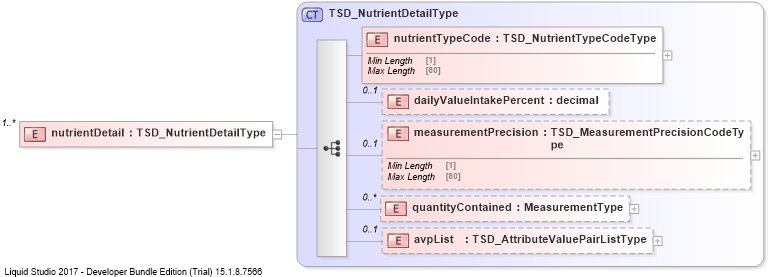 CT TSD_NutrientDetailType
E nutrientTypeCode : TSD_NutrientTypeCodeType
Min Length [1]
Max Length [80]
0..1
E dailyValueIntakePercent : decimal
1..*
E nutrientDetail : TSD_NutrientDetailType
0..1
E measurementPrecision : TSD_MeasurementPrecisionCodeTy
pe
Min Length [1]
Max Length [80]
0..*
E quantityContained : MeasurementType
0..1
E avpList : TSD_AttributeValuePairListType
Liquid Studio 2017 - Developer Bundle Edition (Trial) 15.1.8.7566